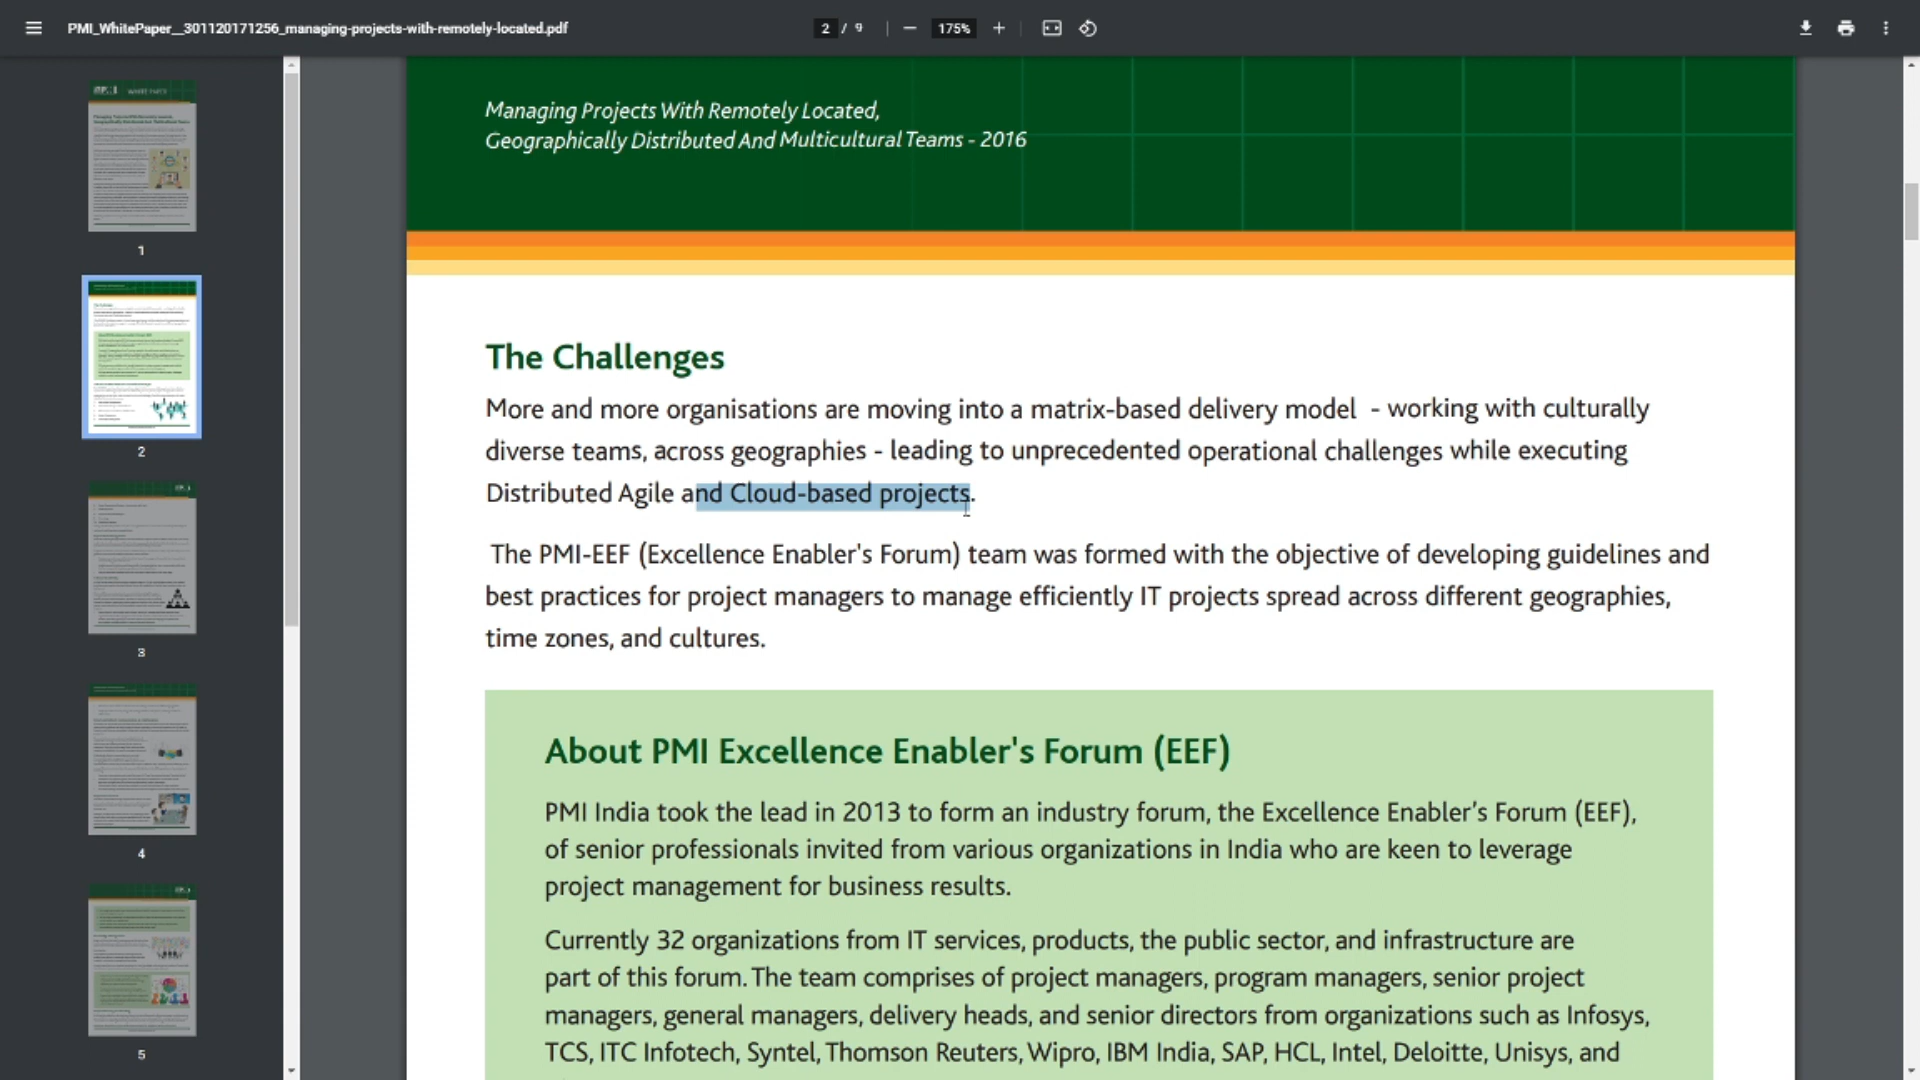 PMI_WhitePaper__301120171256_managing-projects-with-remotely-located.pdf
2 / 9
175%
1
2
3
4
5
Managing Projects With Remotely Located,
Geographically Distributed And Multicultural Teams - 2016
The Challenges
More and more organisations are moving into a matrix-based delivery model - working with culturally
diverse teams, across geographies - leading to unprecedented operational challenges while executing
Distributed Agile and Cloud-based projects.
The PMI-EEF (Excellence Enabler's Forum) team was formed with the objective of developing guidelines and
best practices for project managers to manage efficiently IT projects spread across different geographies,
time zones, and cultures.
About PMI Excellence Enabler's Forum (EEF)
PMI India took the lead in 2013 to form an industry forum, the Excellence Enabler’s Forum (EEF),
of senior professionals invited from various organizations in India who are keen to leverage
project management for business results.
Currently 32 organizations from IT services, products, the public sector, and infrastructure are
part of this forum. The team comprises of project managers, program managers, senior project
managers, general managers, delivery heads, and senior directors from organizations such as Infosys,
TCS, ITC Infotech, Syntel, Thomson Reuters, Wipro, IBM India, SAP, HCL, Intel, Deloitte, Unisys, and